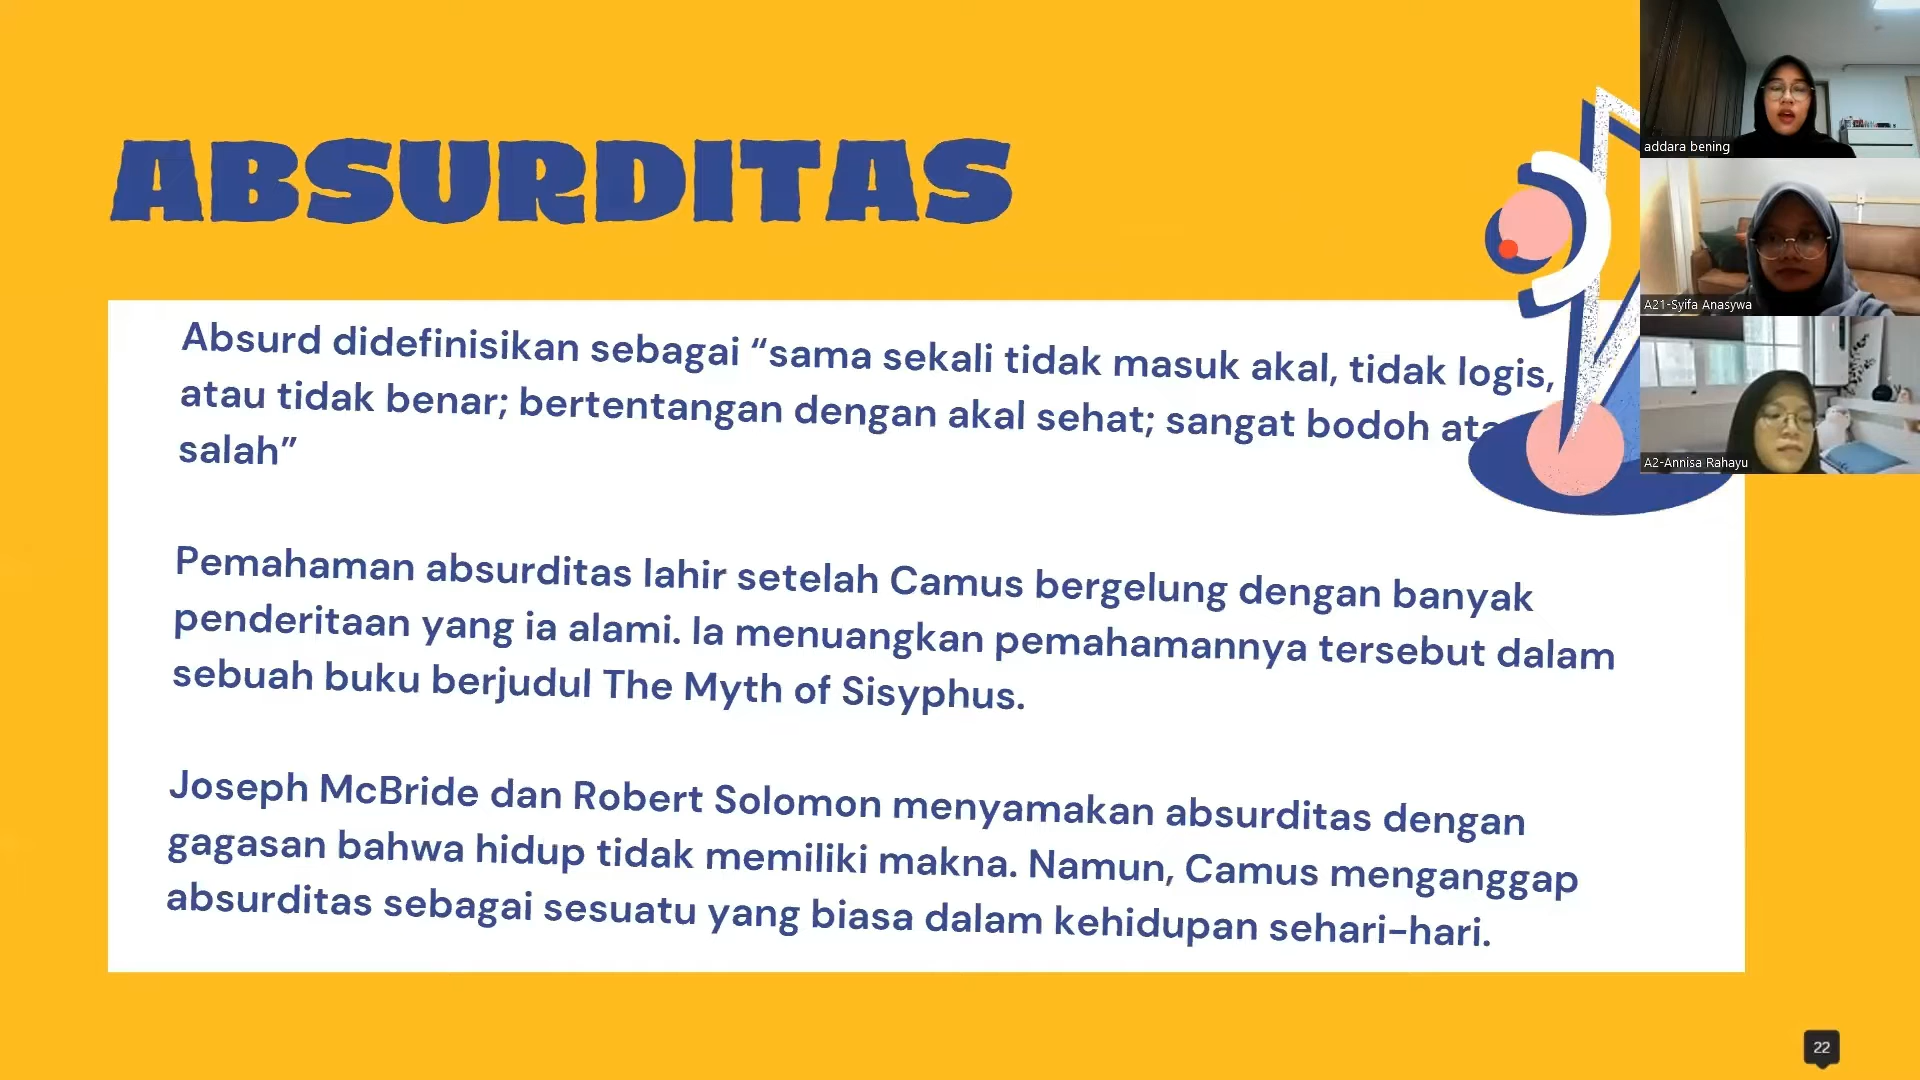 ABSURDITAS
Absurd didefinisikan sebagai “sama sekali tidak masuk akal, tidak logis,
atau tidak benar; bertentangan dengan akal sehat; sangat bodoh
salah”
Pemahaman absurditas lahir setelah Camus bergelung dengan banyak
penderitaan yang ia alami. Ia menuangkan pemahamannya tersebut dalam
sebuah buku berjudul The Myth of Sisyphus.
Joseph McBride dan Robert Solomon menyamakan absurditas dengan
gagasan bahwa hidup tidak memiliki makna. Namun, Camus menganggap
absurditas sebagai sesuatu yang biasa dalam kehidupan sehari-hari.
addara bening
A21-Syifa Anasywa
A2-Annisa Rahayu
22